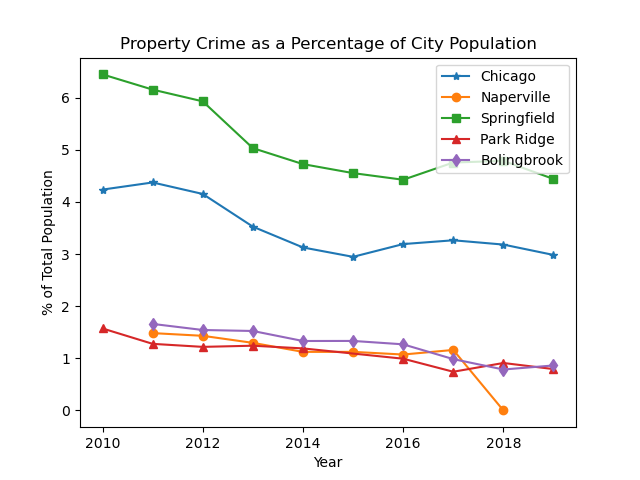 Property Crime as a Percentage of City Population
Chicago
Naperville
Springfield
Park Ridge
Bolingbrook
% of Total Population
6
5
4
3
2
1
0
2010 2012 2014 2016 2018
Year